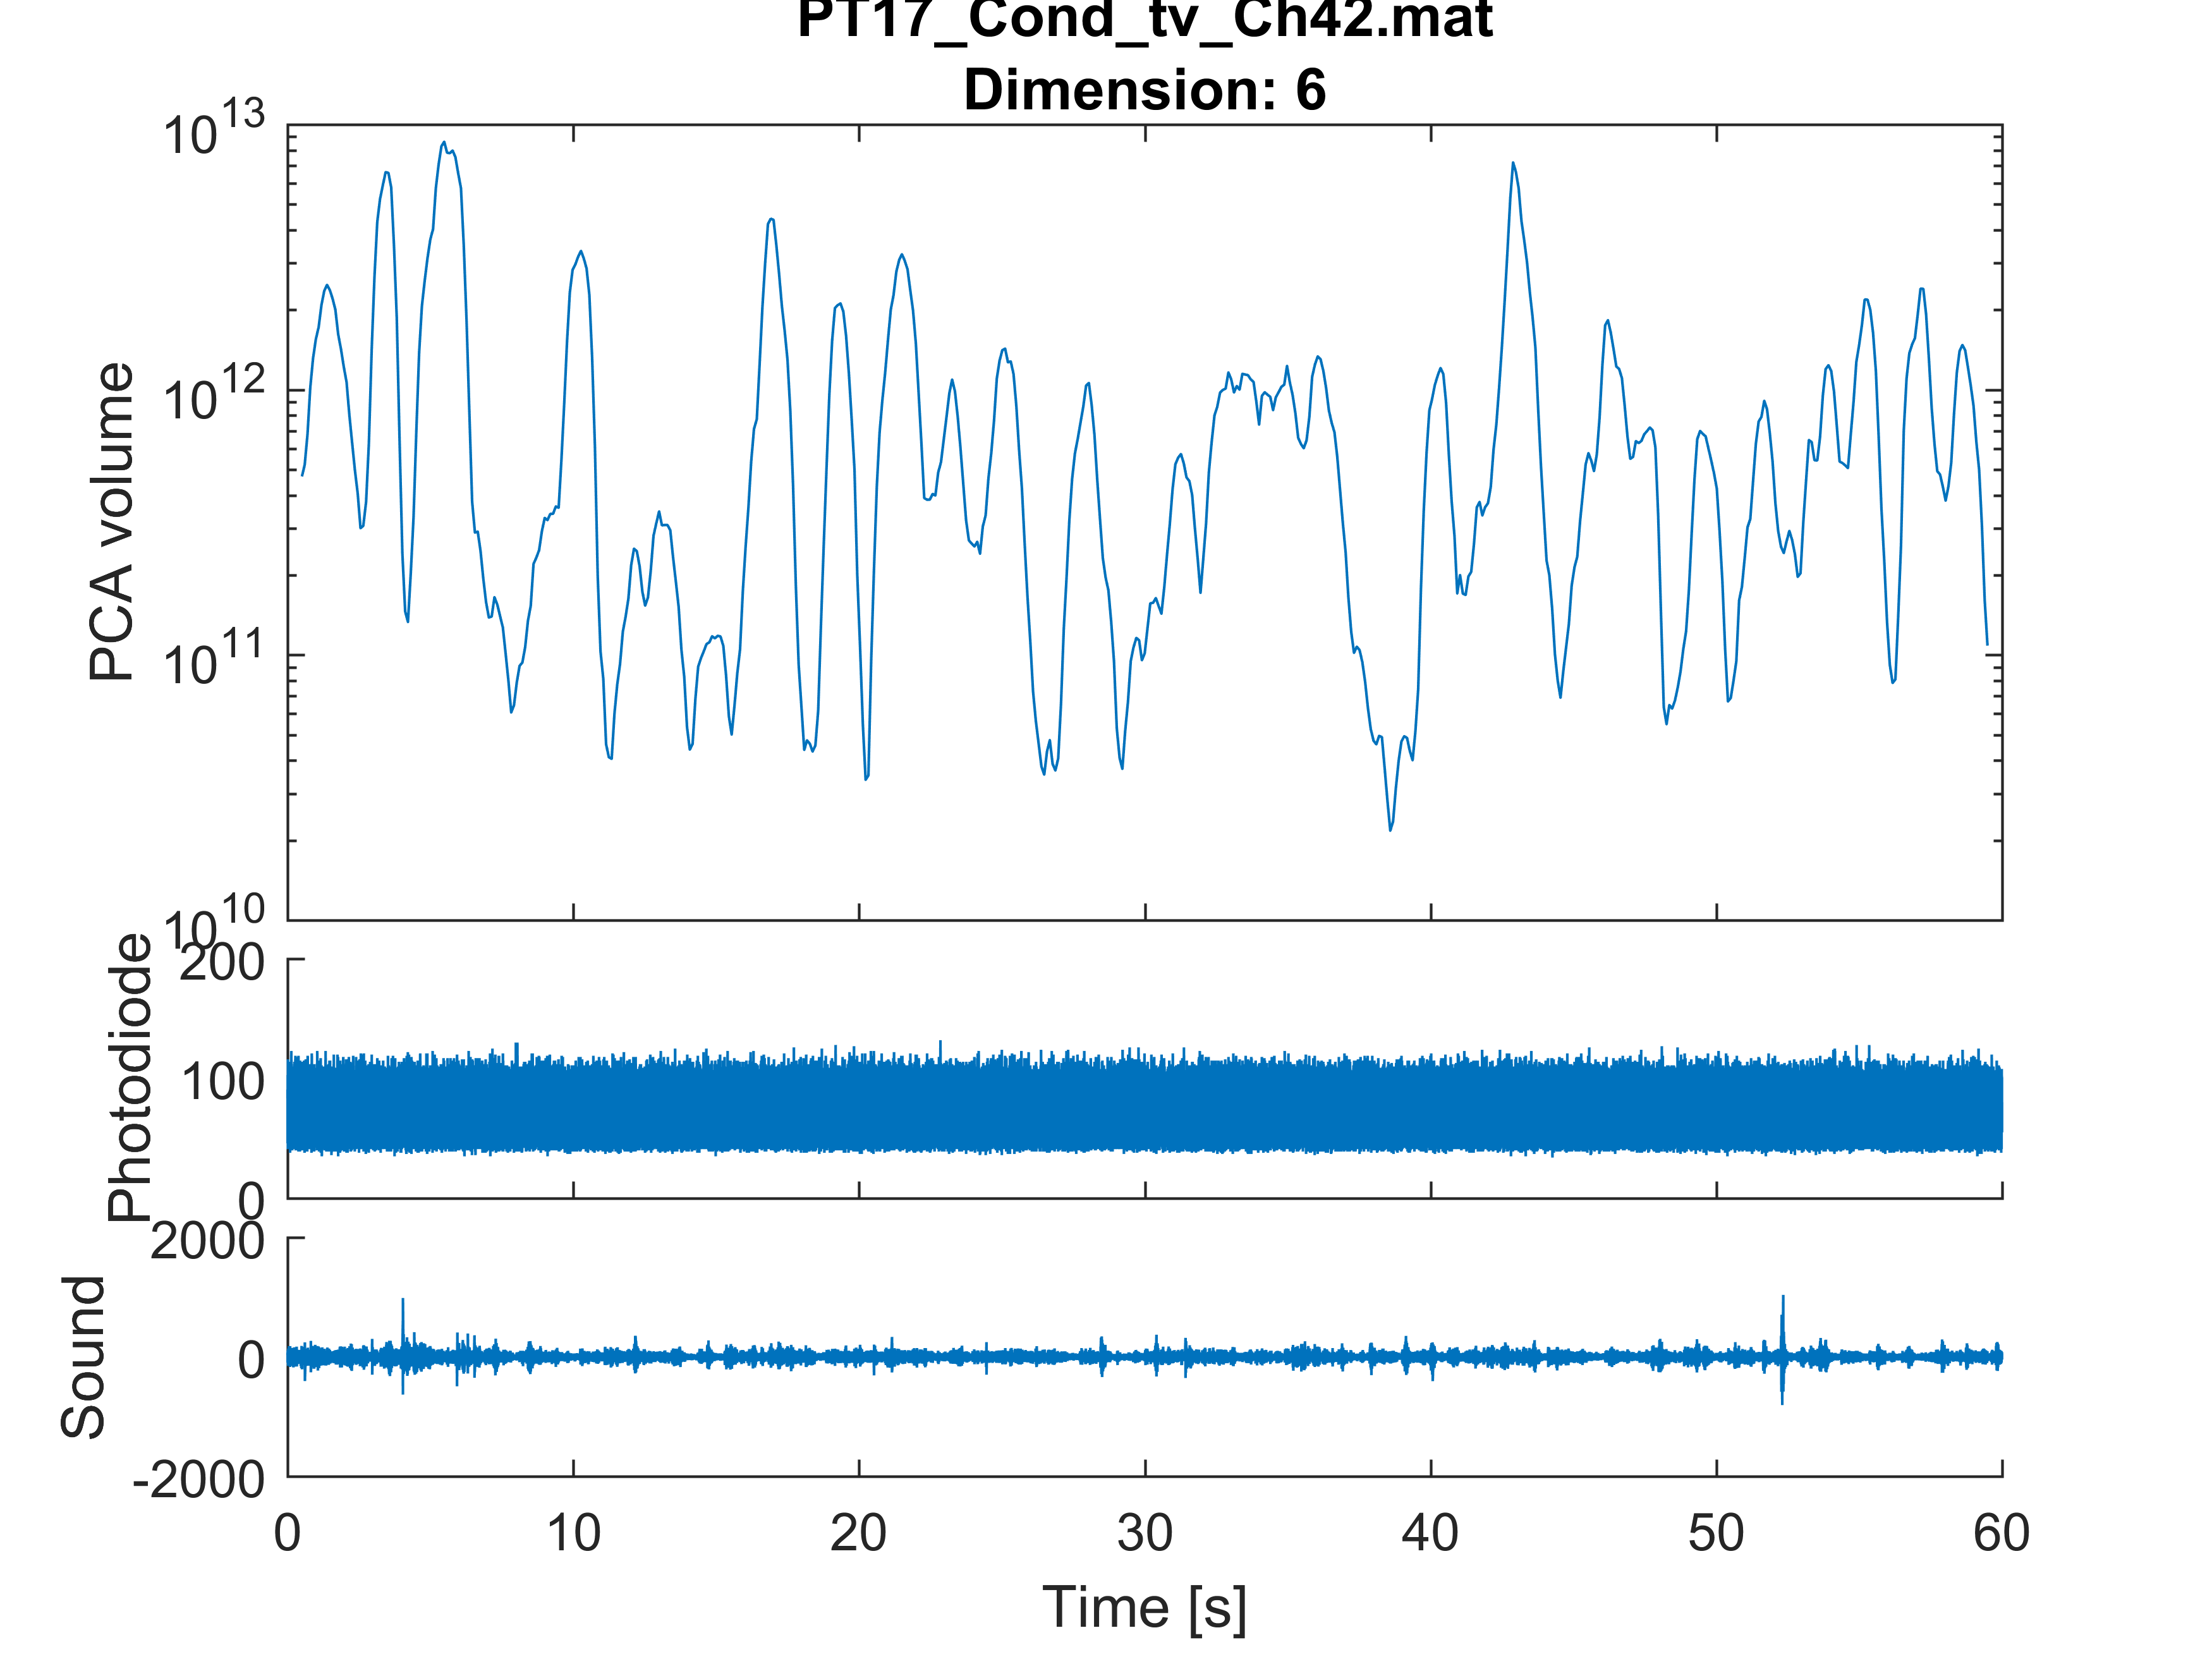 PT17_Cond_tv_Ch42.mat
Dimension: 6
10^13
10^12
10^11
10^10
PCA volume
200
100
0
Photodiode
2000
0
-2000
Sound
0 10 20 30 40 50 60
Time [s]